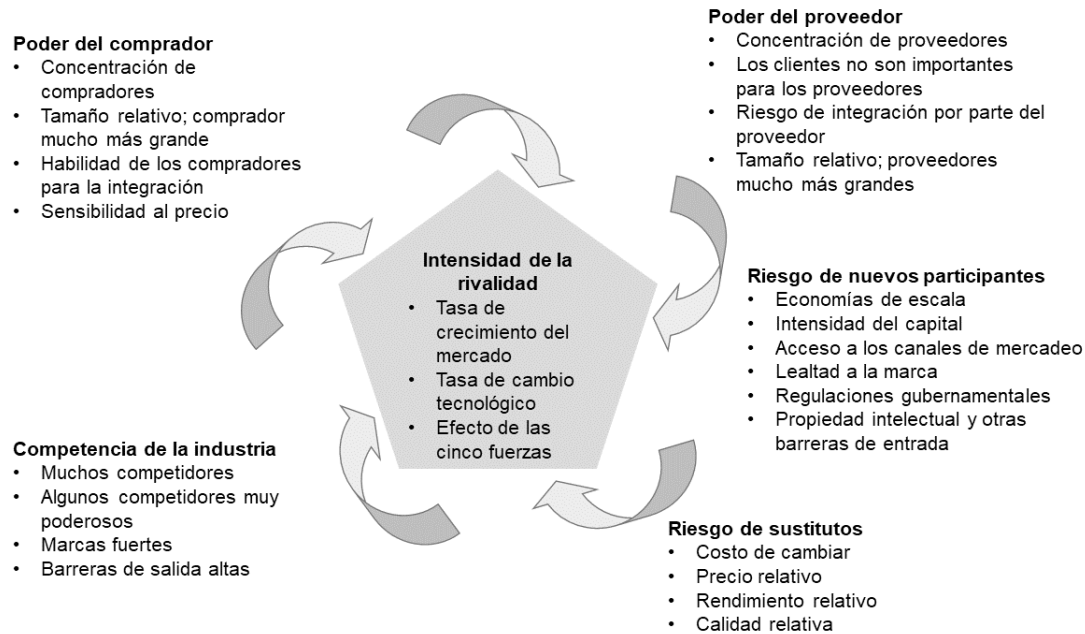 Poder del comprador
• Concentración de
compradores
• Tamaño relativo; comprador
mucho más grande
• Habilidad de los compradores
para la integración
• Sensibilidad al precio
Poder del proveedor
• Concentración de proveedores
• Los clientes no son importantes
para los proveedores
• Riesgo de integración por parte del
proveedor
• Tamaño relativo; proveedores
mucho más grandes
Intensidad de la
rivalidad
• Tasa de
crecimiento del
mercado
• Tasa de cambio
tecnológico
• Efecto de las
cinco fuerzas
Riesgo de nuevos participantes
• Economías de escala
• Intensidad del capital
• Acceso a los canales de mercadeo
• Lealtad a la marca
• Regulaciones gubernamentales
• Propiedad intelectual y otras
barreras de entrada
Competencia de la industria
• Muchos competidores
• Algunos competidores muy
poderosos
• Marcas fuertes
• Barreras de salida altas
Riesgo de sustitutos
• Costo de cambiar
• Precio relativo
• Rendimiento relativo
• Calidad relativa